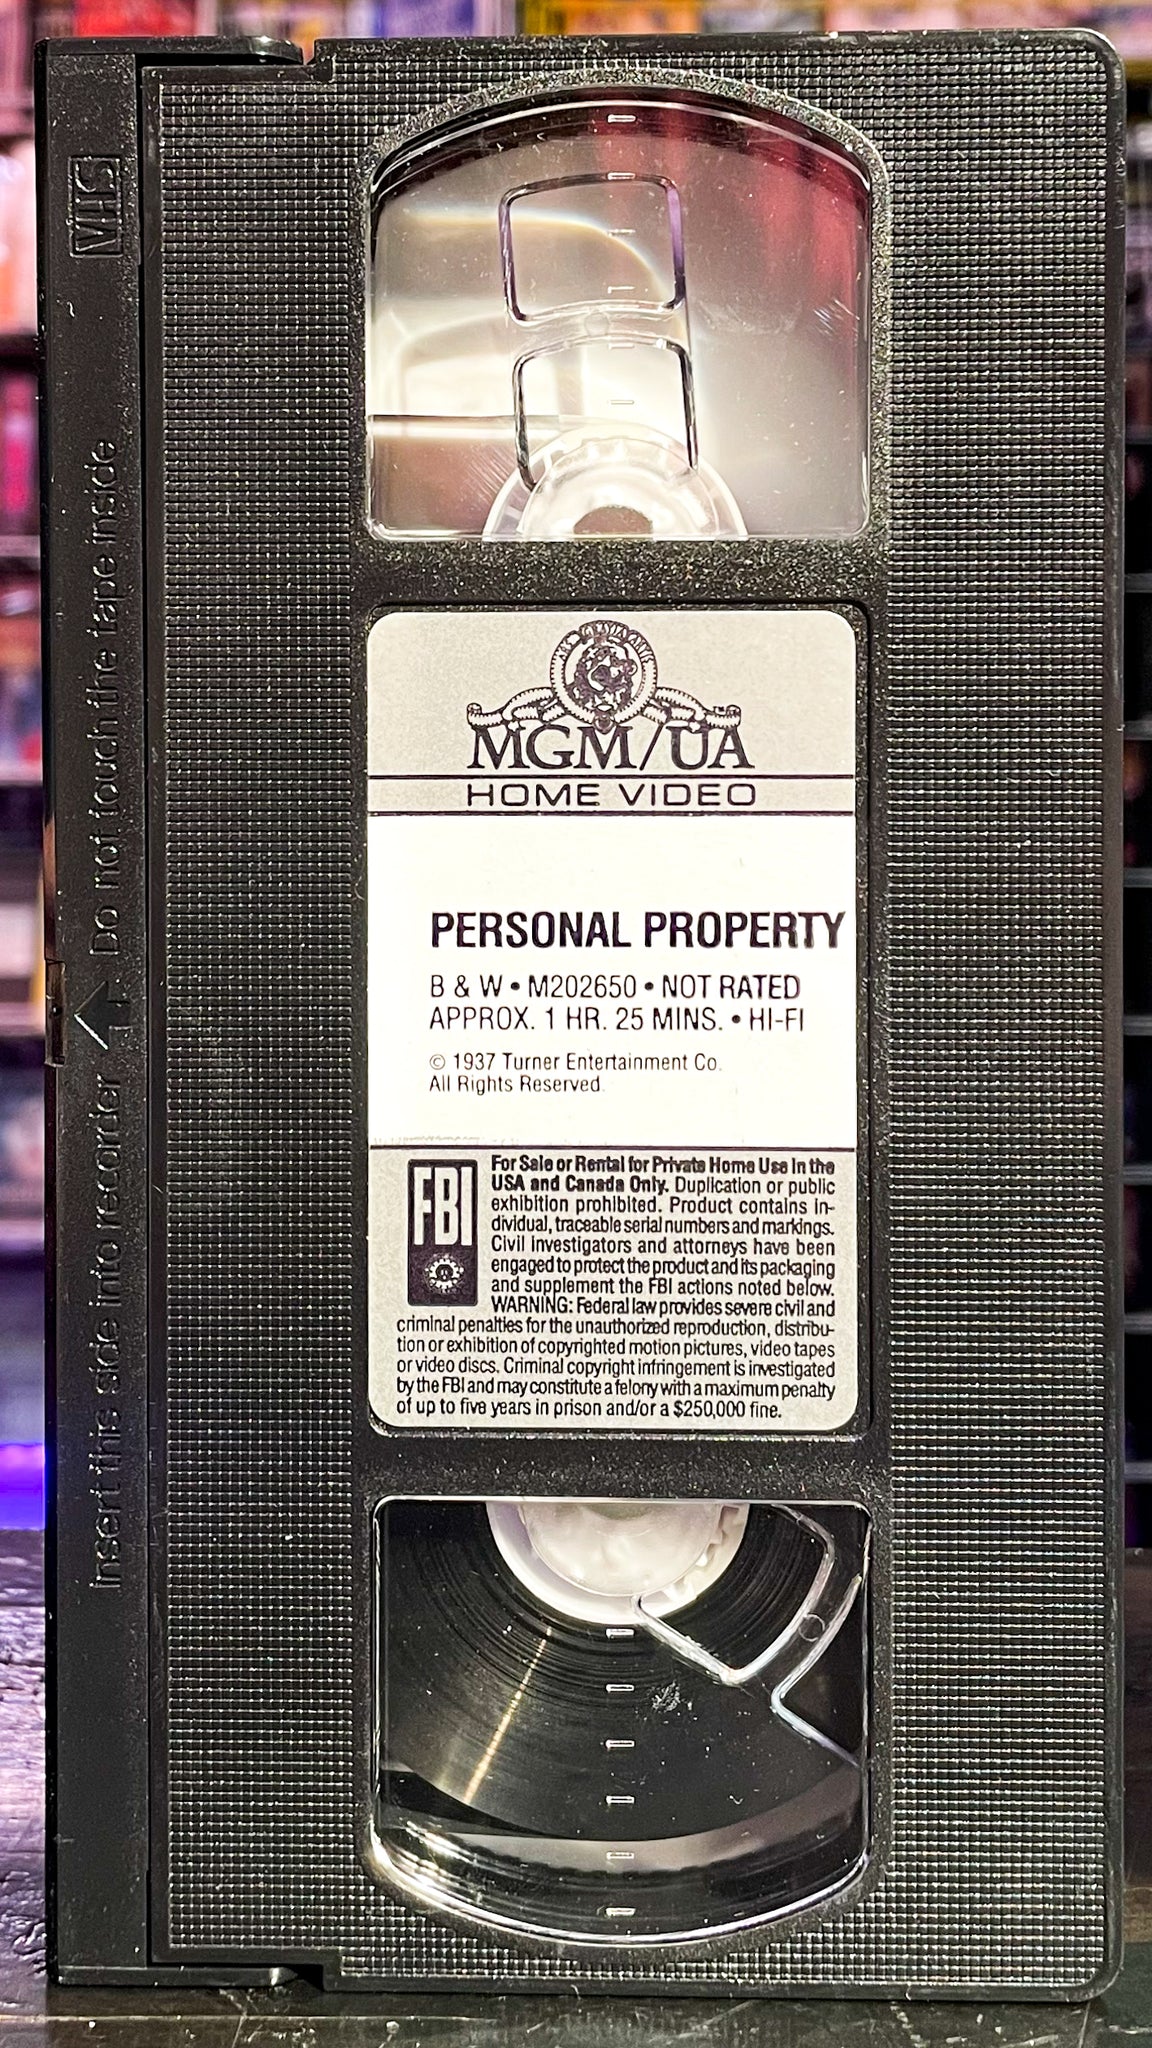 VHS
Insert this side into recorder ↑ Do not touch the tape inside
ARS GRATIA ARTIS
MGM/UA
HOME VIDEO
PERSONAL PROPERTY
B & W • M202650 • NOT RATED
APPROX. 1 HR. 25 MINS. • HI-FI
© 1937 Turner Entertainment Co.
All Rights Reserved.
FBI
For Sale or Rental for Private Home Use in the
USA and Canada Only. Duplication or public
exhibition prohibited. Product contains in-
dividual, traceable serial numbers and markings.
Civil investigators and attorneys have been
engaged to protect the product and its packaging
and supplement the FBI actions noted below.
WARNING: Federal law provides severe civil and
criminal penalties for the unauthorized reproduction, distribu-
tion or exhibition of copyrighted motion pictures, video tapes
or video discs. Criminal copyright infringement is investigated
by the FBI and may constitute a felony with a maximum penalty
of up to five years in prison and/or a $250,000 fine.